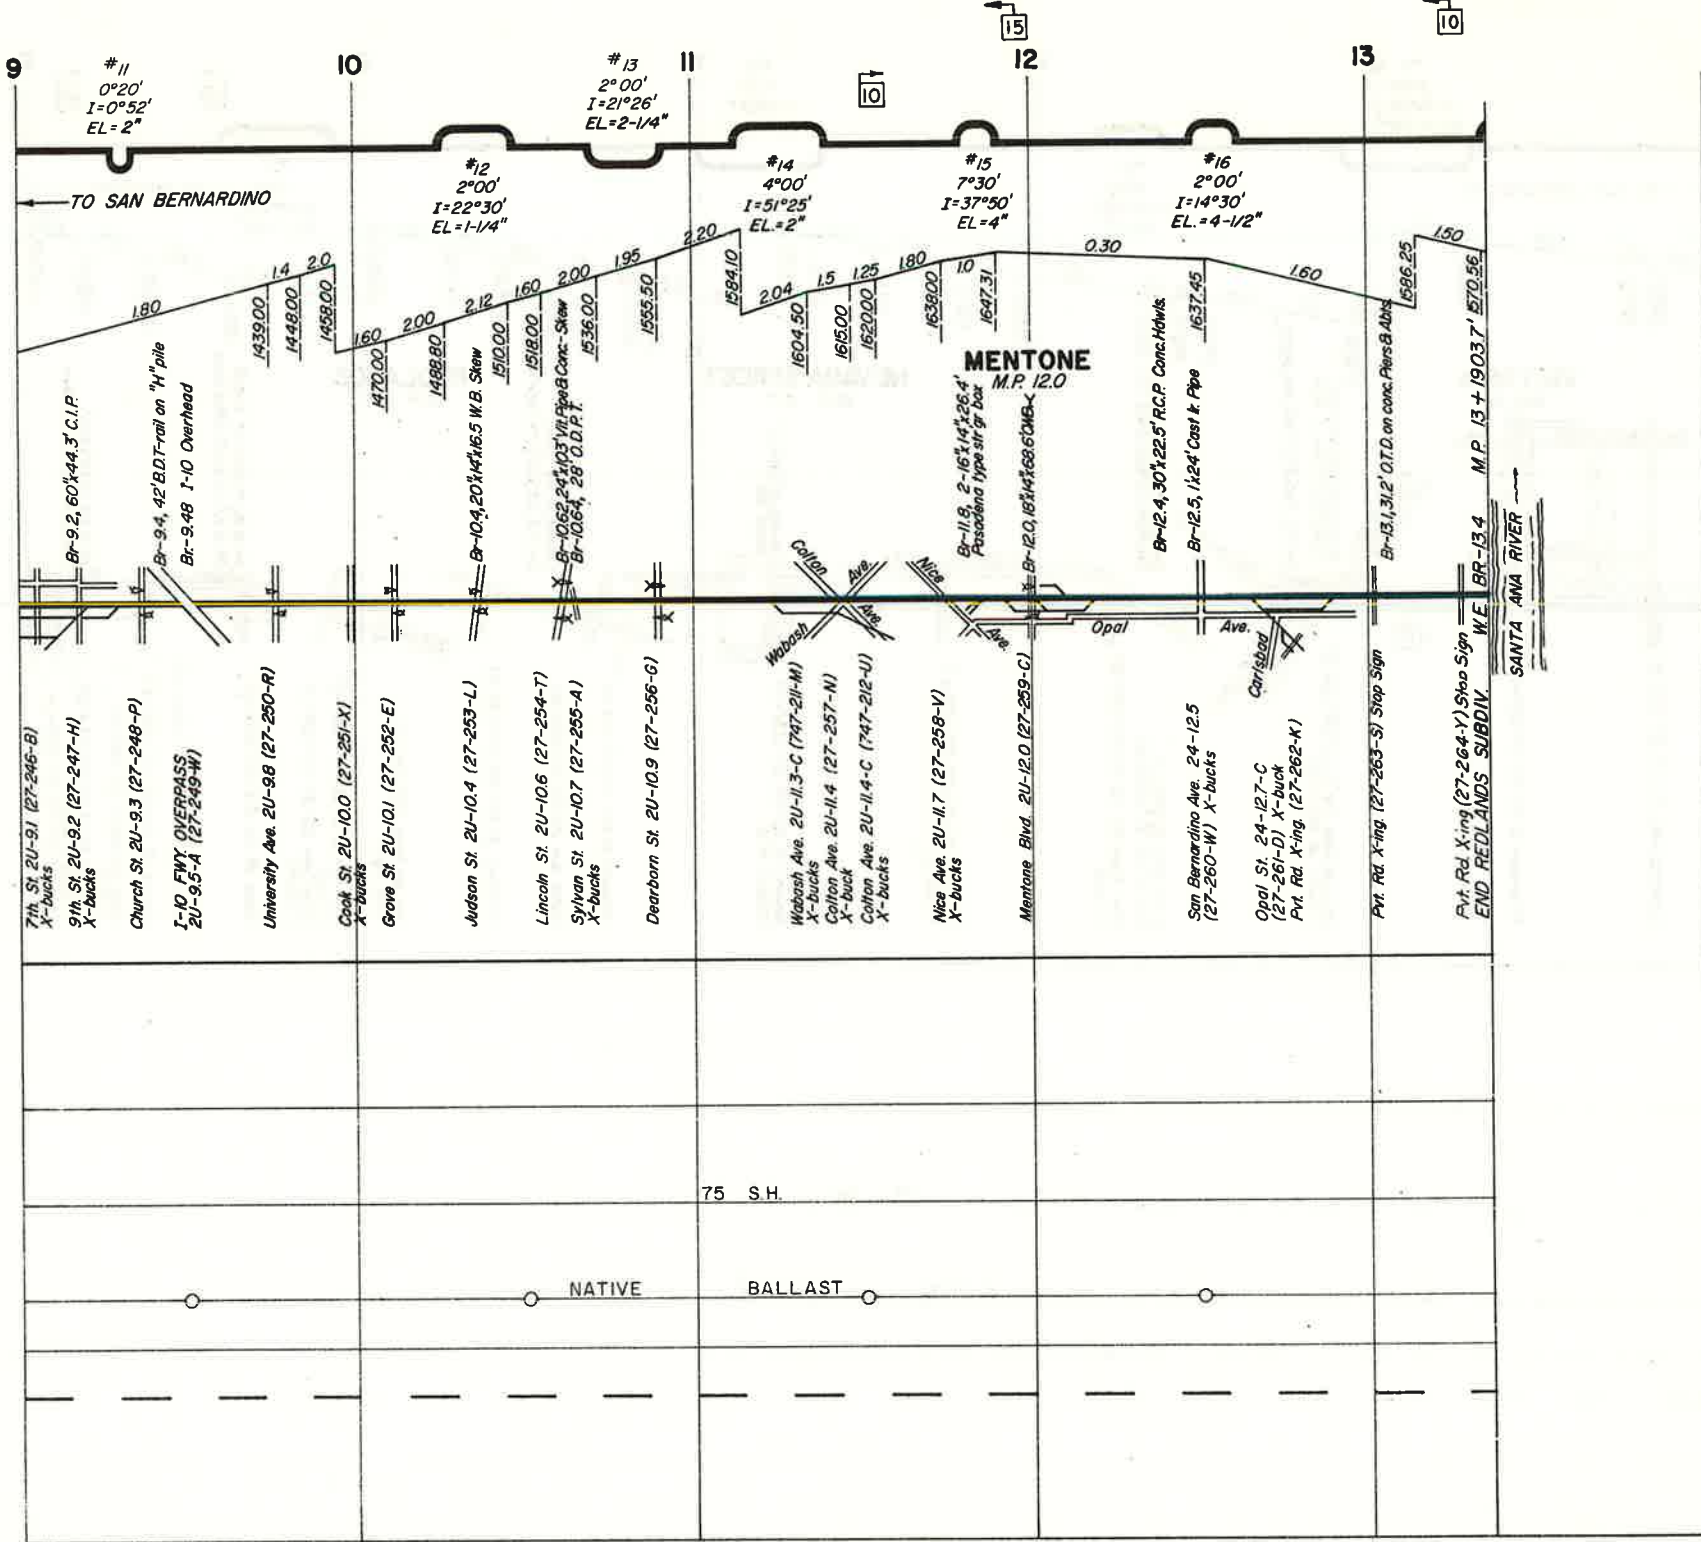 15
10
9
10
11
12
13
10
#11
0°20'
I=0°52'
EL=2"
#13
2°00'
I=21°26'
EL=2-1/4"
#12
2°00'
I=22°30'
EL=1-1/4"
#14
4°00'
I=51°25'
EL.=2"
#15
7°30'
I=37°50'
EL=4"
#16
2°00'
I=14°30'
EL.=4-1/2"
TO SAN BERNARDINO
1.80
1.4
2.0
1.60
2.00
2.12
1.60
2.00
1.95
2.20
2.04
1.5
1.25
1.80
1.0
0.30
1.60
1.50
1439.00
1448.00
1458.00
1470.00
1488.80
1510.00
1518.00
1536.00
1555.50
1584.10
1604.50
1615.00
1620.00
1638.00
1647.31
1637.45
1586.25
1570.56
MENTONE
M.P. 12.0
Br-9.2, 60"x44.3' C.I.P.
Br-9.4, 42' B.D.T-rail on "H" pile
Br.-9.48 I-10 Overhead
Br-10.4, 20"x14"x16.5 W.B. Skew
Br-10.62, 24"x103' Vit. Pipe & Conc.-Skew
Br-10.64, 28' O.D.P.T.
Br-11.8, 2-16"x14"x26.4'
Pasadena type str gr box
Br-12.0, 18"x14"x68.6'
Br-12.4, 30"x22.5' R.C.P. Conc. Hdwls.
Br-12.5, 1'x24' Cast Ir. Pipe
Br-13.1, 31.2' O.T.D. on conc. Piers & Abts.
W.E. BR-13.4 M.P. 13 + 1903.7'
SANTA ANA RIVER
Colton
Ave.
Wabash
Ave.
Nice
Ave.
Opal
Ave.
Carlsbad
7th. St. 2U-9.1 (27-246-B)
X-bucks
9th. St. 2U-9.2 (27-247-H)
X-bucks
Church St. 2U-9.3 (27-248-P)
I-10 FWY. OVERPASS
2U-9.5-A (27-249-W)
University Ave. 2U-9.8 (27-250-R)
Cook St. 2U-10.0 (27-251-X)
X-bucks
Grove St. 2U-10.1 (27-252-E)
Judson St. 2U-10.4 (27-253-L)
Lincoln St. 2U-10.6 (27-254-T)
Sylvan St. 2U-10.7 (27-255-A)
X-bucks
Dearborn St. 2U-10.9 (27-256-G)
Wabash Ave. 2U-11.3-C (747-211-M)
X-bucks
Colton Ave. 2U-11.4 (27-257-N)
X-buck
Colton Ave. 2U-11.4-C (747-212-U)
X-bucks
Nice Ave. 2U-11.7 (27-258-V)
X-bucks
Mentone Blvd. 2U-12.0 (27-259-C)
San Bernardino Ave. 24-12.5
(27-260-W) X-bucks
Opal St. 24-12.7-C
(27-261-D) X-buck
Pvt. Rd. X-ing. (27-262-K)
Pvt. Rd. X-ing (27-263-S) Stop Sign
Pvt. Rd. X-ing (27-264-Y) Stop Sign
END REDLANDS SUBDIV.
75 S.H.
NATIVE BALLAST